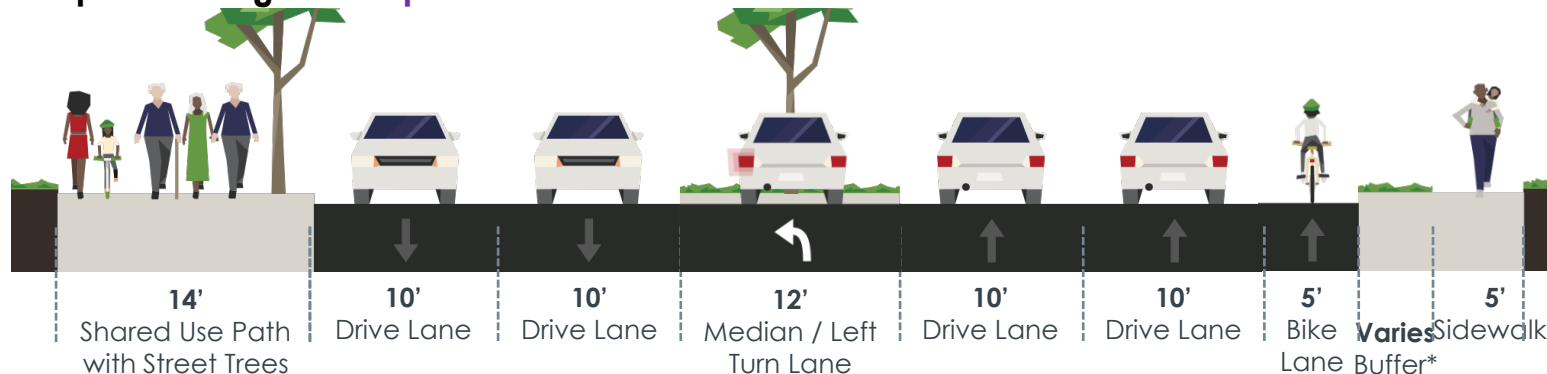 14’
Shared Use Path
with Street Trees
10’
Drive Lane
10’
Drive Lane
12’
Median / Left
Turn Lane
10’
Drive Lane
10’
Drive Lane
5’
Bike
Lane
Varies
Buffer*
5’
Sidewalk